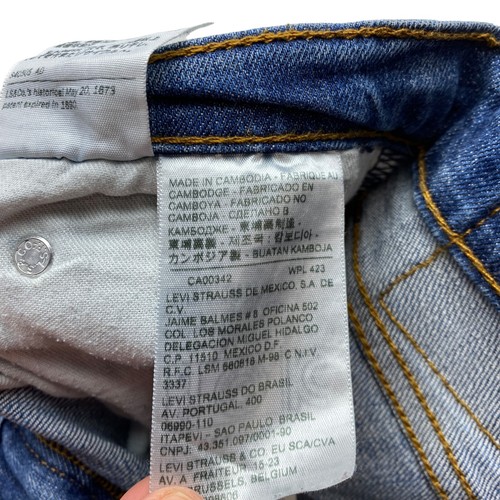 540505 AG
LS&Co.'s historical May 20, 1873
patent expired in 1890.
MADE IN CAMBODIA - FABRIQUE AU
CAMBODGE - FABRICADO EN
CAMBOYA - FABRICADO NO
CAMBOJA - СДЕЛАНО В
КАМБОДЖЕ - 柬埔寨制造 -
柬埔寨製 - 제조국 : 캄보디아 -
カンボジア製 - BUATAN KAMBOJA
CA00342 WPL 423
LEVI STRAUSS DE MEXICO, S.A. DE
C.V.
JAIME BALMES # 8 OFICINA 502
COL. LOS MORALES POLANCO
DELEGACION MIGUEL HIDALGO
C.P. 11510 MEXICO D.F.
R.F.C. LSM 680816 M-98 C.N.I.V.
3337
LEVI STRAUSS DO BRASIL
AV. PORTUGAL, 400
06990-110
ITAPEVI - SAO PAULO BRASIL
CNPJ: 43.351.097/0001-90
LEVI STRAUSS & CO. EU SCA/CVA
AV. A. FRAITEUR 15-23
BRUSSELS, BELGIUM